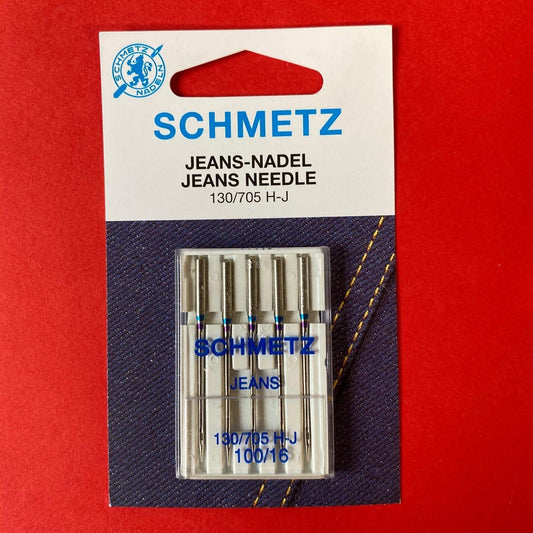 SCHMETZ
NADELN
SCHMETZ
JEANS-NADEL
JEANS NEEDLE
130/705 H-J
SCHMETZ
JEANS
130/705 H-J
100/16